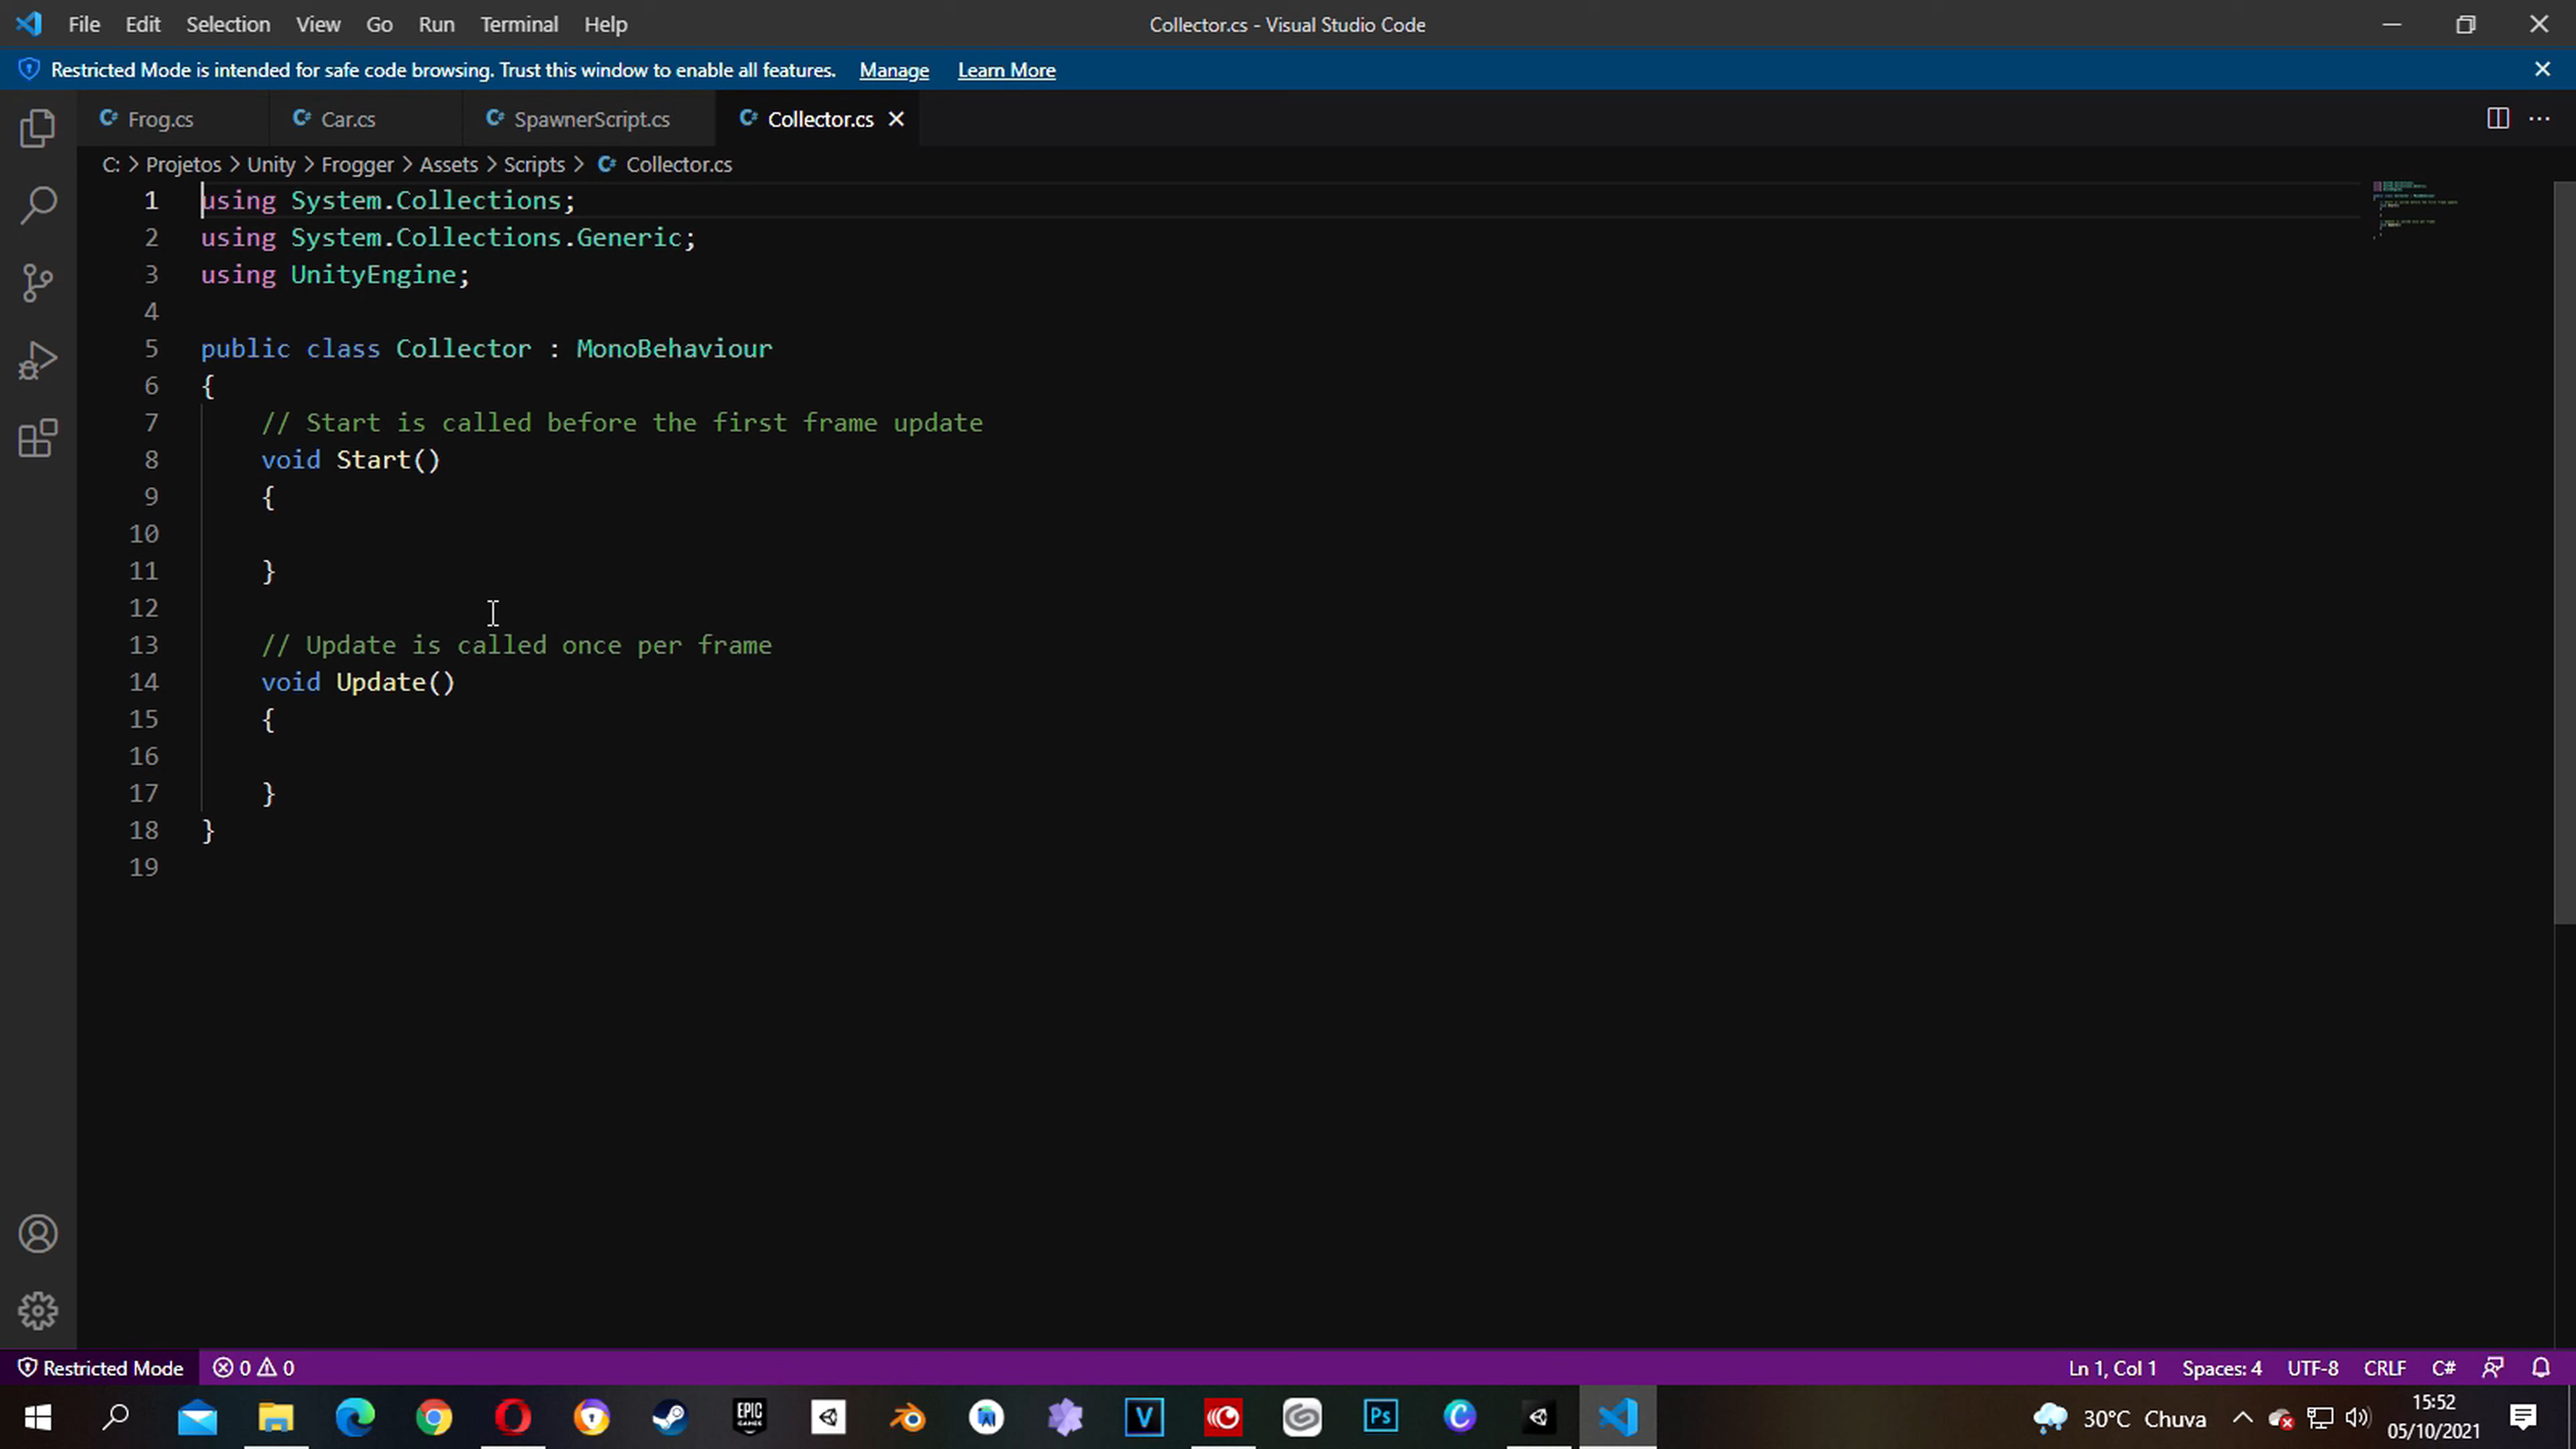 File Edit Selection View Go Run Terminal Help Collector.cs - Visual Studio Code
Restricted Mode is intended for safe code browsing. Trust this window to enable all features. Manage Learn More
Frog.cs Car.cs SpawnerScript.cs Collector.cs
C: > Projetos > Unity > Frogger > Assets > Scripts > Collector.cs
1 using System.Collections;
2 using System.Collections.Generic;
3 using UnityEngine;
4
5 public class Collector : MonoBehaviour
6 {
7 // Start is called before the first frame update
8 void Start()
9 {
10
11 }
12
13 // Update is called once per frame
14 void Update()
15 {
16
17 }
18 }
19
Restricted Mode 0 0 Ln 1, Col 1 Spaces: 4 UTF-8 CRLF C#
EPIC GAMES V Ps C 30°C Chuva 15:52
05/10/2021